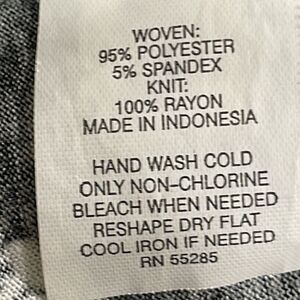 WOVEN:
95% POLYESTER
5% SPANDEX
KNIT:
100% RAYON
MADE IN INDONESIA
HAND WASH COLD
ONLY NON-CHLORINE
BLEACH WHEN NEEDED
RESHAPE DRY FLAT
COOL IRON IF NEEDED
RN 55285